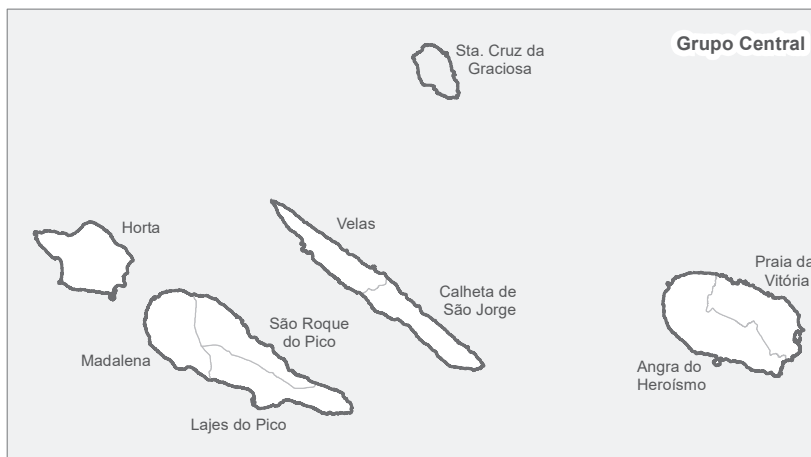 Grupo Central
Sta. Cruz da
Graciosa
Horta
Velas
Praia da
Vitória
Calheta de
São Jorge
São Roque
do Pico
Madalena
Angra do
Heroísmo
Lajes do Pico